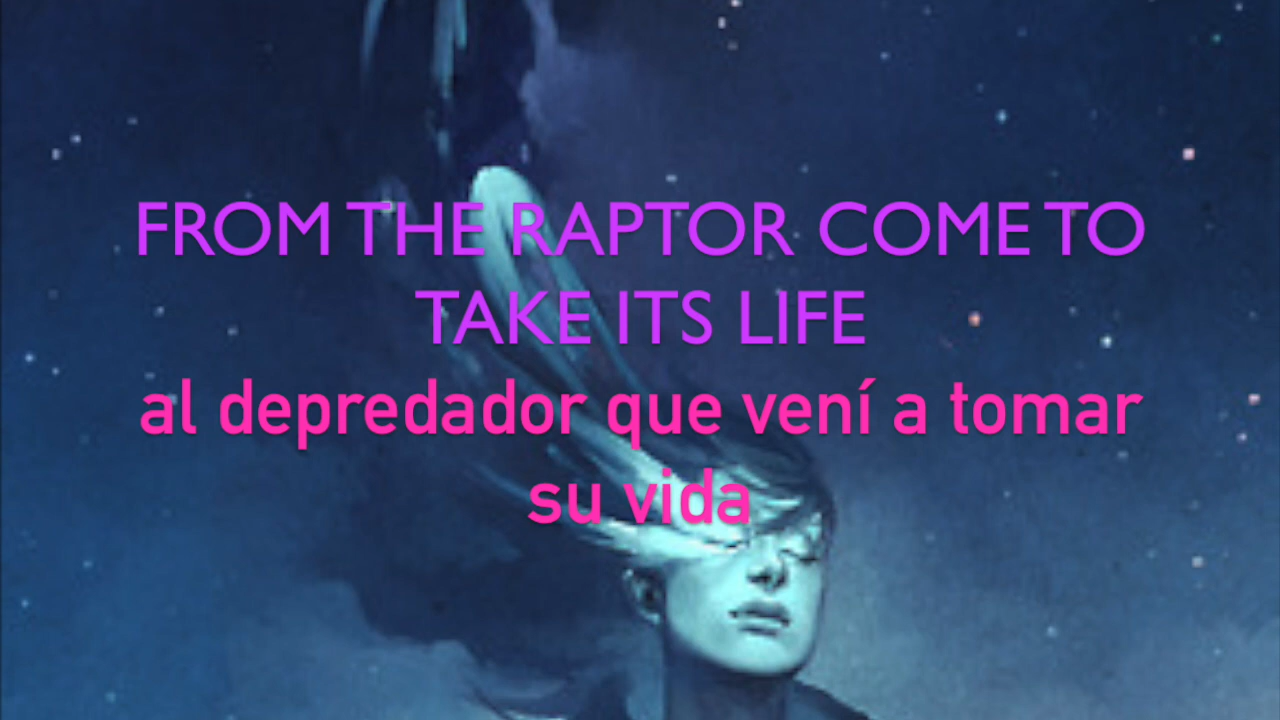 FROM THE RAPTOR COME TO
TAKE ITS LIFE
al depredador que vení a tomar
su vida